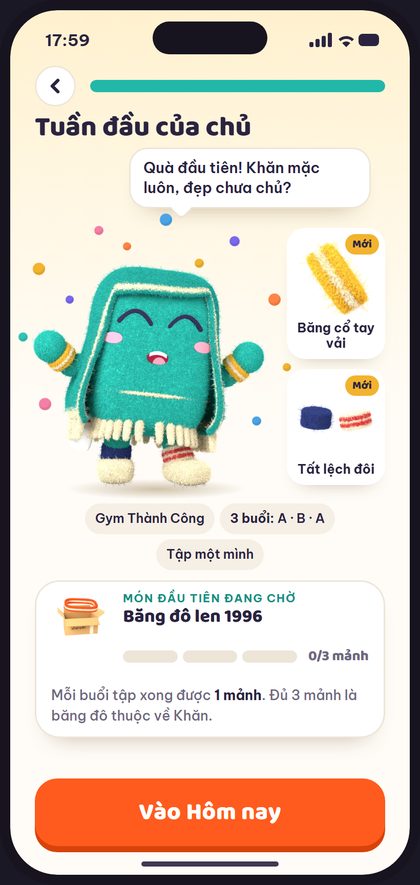 17:59
Tuần đầu của chủ
Quà đầu tiên! Khăn mặc
luôn, đẹp chưa chủ?
Mới
Băng cổ tay
vải
Mới
Tất lệch đôi
Gym Thành Công
3 buổi: A · B · A
Tập một mình
MÓN ĐẦU TIÊN ĐANG CHỜ
Băng đô len 1996
0/3 mảnh
Mỗi buổi tập xong được 1 mảnh. Đủ 3 mảnh là
băng đô thuộc về Khăn.
Vào Hôm nay